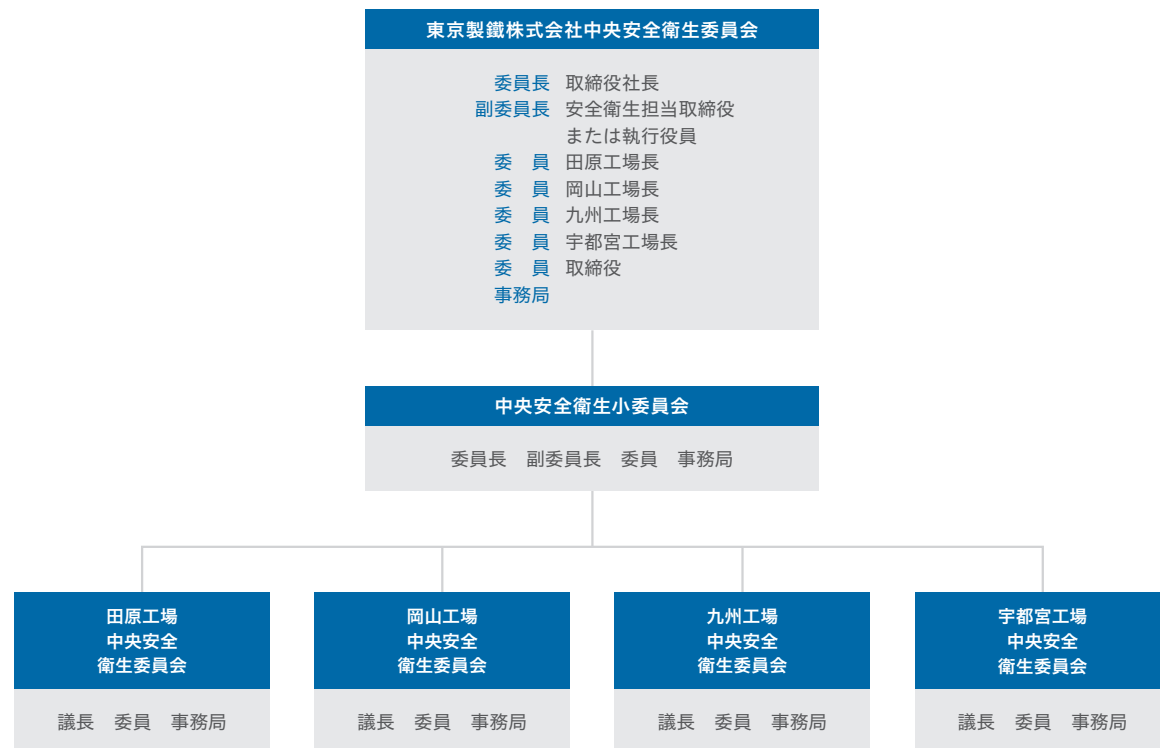 東京製鐵株式会社中央安全衛生委員会
委員長 取締役社長
副委員長 安全衛生担当取締役
または執行役員
委　員 田原工場長
委　員 岡山工場長
委　員 九州工場長
委　員 宇都宮工場長
委　員 取締役
事務局
中央安全衛生小委員会
委員長　副委員長　委員　事務局
田原工場
中央安全
衛生委員会
議長　委員　事務局
岡山工場
中央安全
衛生委員会
議長　委員　事務局
九州工場
中央安全
衛生委員会
議長　委員　事務局
宇都宮工場
中央安全
衛生委員会
議長　委員　事務局